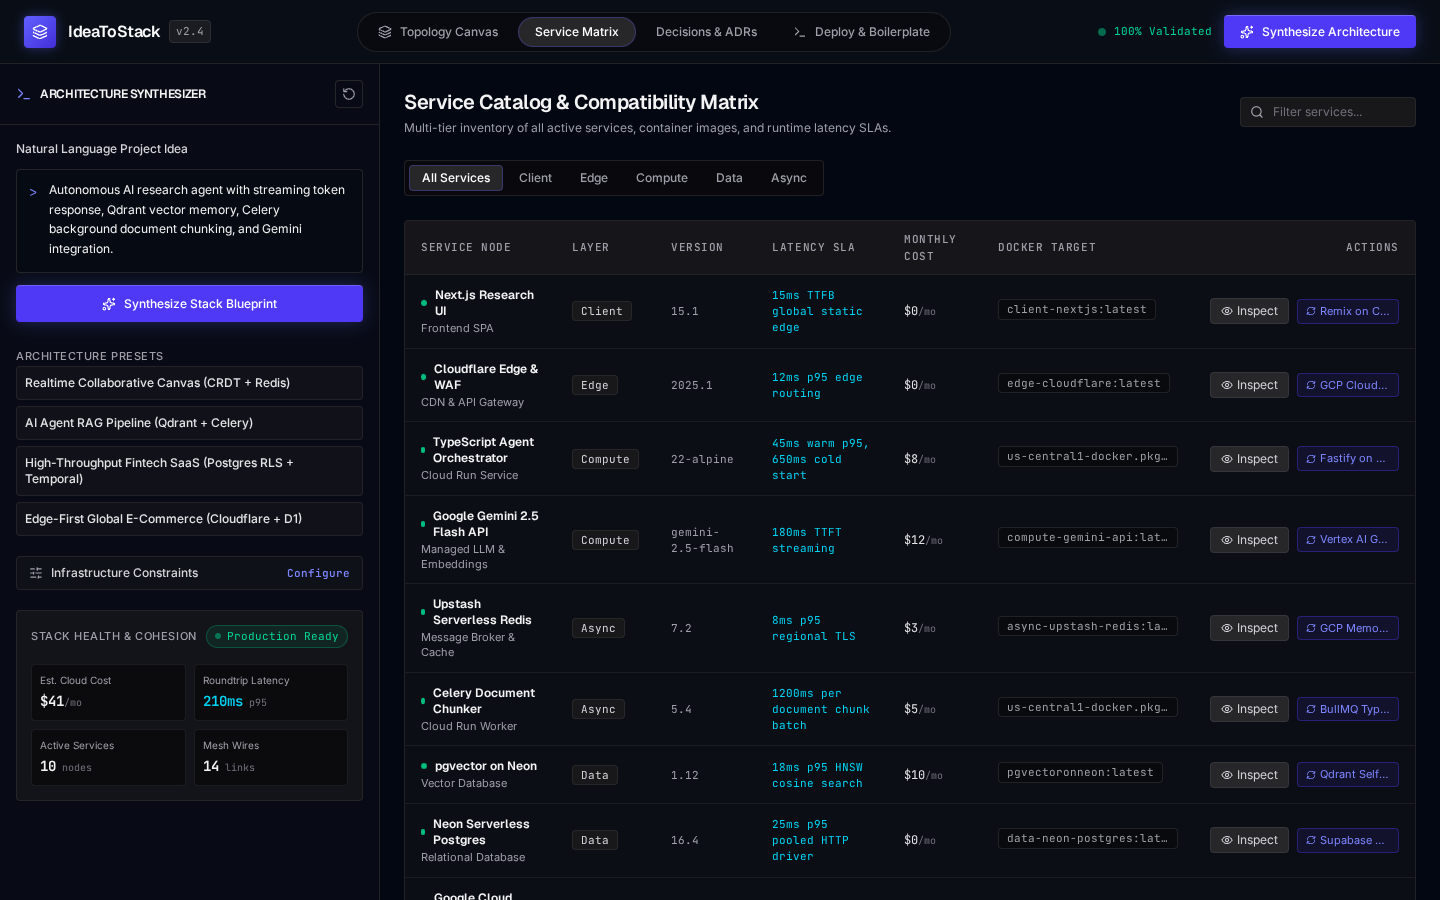 IdeaToStack v2.4
Topology Canvas
Service Matrix
Decisions & ADRs
Deploy & Boilerplate
100% Validated
Synthesize Architecture
ARCHITECTURE SYNTHESIZER
Natural Language Project Idea
> Autonomous AI research agent with streaming token
response, Qdrant vector memory, Celery
background document chunking, and Gemini
integration.
Synthesize Stack Blueprint
ARCHITECTURE PRESETS
Realtime Collaborative Canvas (CRDT + Redis)
AI Agent RAG Pipeline (Qdrant + Celery)
High-Throughput Fintech SaaS (Postgres RLS +
Temporal)
Edge-First Global E-Commerce (Cloudflare + D1)
Infrastructure Constraints Configure
STACK HEALTH & COHESION Production Ready
Est. Cloud Cost
$41/mo
Roundtrip Latency
210ms p95
Active Services
10 nodes
Mesh Wires
14 links
Service Catalog & Compatibility Matrix
Multi-tier inventory of all active services, container images, and runtime latency SLAs.
Filter services...
All Services Client Edge Compute Data Async
SERVICE NODE LAYER VERSION LATENCY SLA MONTHLY COST DOCKER TARGET ACTIONS
Next.js Research
UI
Frontend SPA
Client
15.1
15ms TTFB
global static
edge
$0/mo
client-nextjs:latest
Inspect
Remix on C...
Cloudflare Edge &
WAF
CDN & API Gateway
Edge
2025.1
12ms p95 edge
routing
$0/mo
edge-cloudflare:latest
Inspect
GCP Cloud...
TypeScript Agent
Orchestrator
Cloud Run Service
Compute
22-alpine
45ms warm p95,
650ms cold
start
$8/mo
us-central1-docker.pkg…
Inspect
Fastify on ...
Google Gemini 2.5
Flash API
Managed LLM &
Embeddings
Compute
gemini-
2.5-flash
180ms TTFT
streaming
$12/mo
compute-gemini-api:lat…
Inspect
Vertex AI G...
Upstash
Serverless Redis
Message Broker &
Cache
Async
7.2
8ms p95
regional TLS
$3/mo
async-upstash-redis:la…
Inspect
GCP Memo...
Celery Document
Chunker
Cloud Run Worker
Async
5.4
1200ms per
document chunk
batch
$5/mo
us-central1-docker.pkg…
Inspect
BullMQ Typ...
pgvector on Neon
Vector Database
Data
1.12
18ms p95 HNSW
cosine search
$10/mo
pgvectoronneon:latest
Inspect
Qdrant Self...
Neon Serverless
Postgres
Relational Database
Data
16.4
25ms p95
pooled HTTP
driver
$0/mo
data-neon-postgres:lat…
Inspect
Supabase ...
Google Cloud